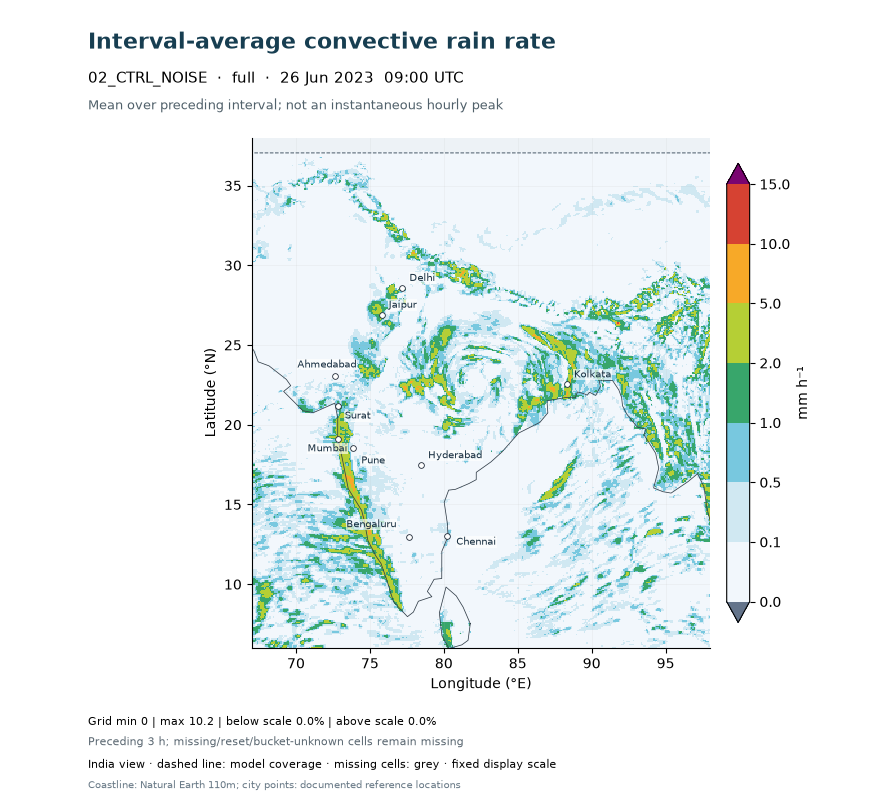 Interval-average convective rain rate
02_CTRL_NOISE · full · 26 Jun 2023 09:00 UTC
Mean over preceding interval; not an instantaneous hourly peak
35
30
25
20
15
10
Latitude (°N)
70
75
80
85
90
95
Longitude (°E)
Delhi
Jaipur
Ahmedabad
Kolkata
Surat
Mumbai
Pune
Hyderabad
Bengaluru
Chennai
15.0
10.0
5.0
2.0
1.0
0.5
0.1
0.0
mm h⁻¹
Grid min 0 | max 10.2 | below scale 0.0% | above scale 0.0%
Preceding 3 h; missing/reset/bucket-unknown cells remain missing
India view · dashed line: model coverage · missing cells: grey · fixed display scale
Coastline: Natural Earth 110m; city points: documented reference locations